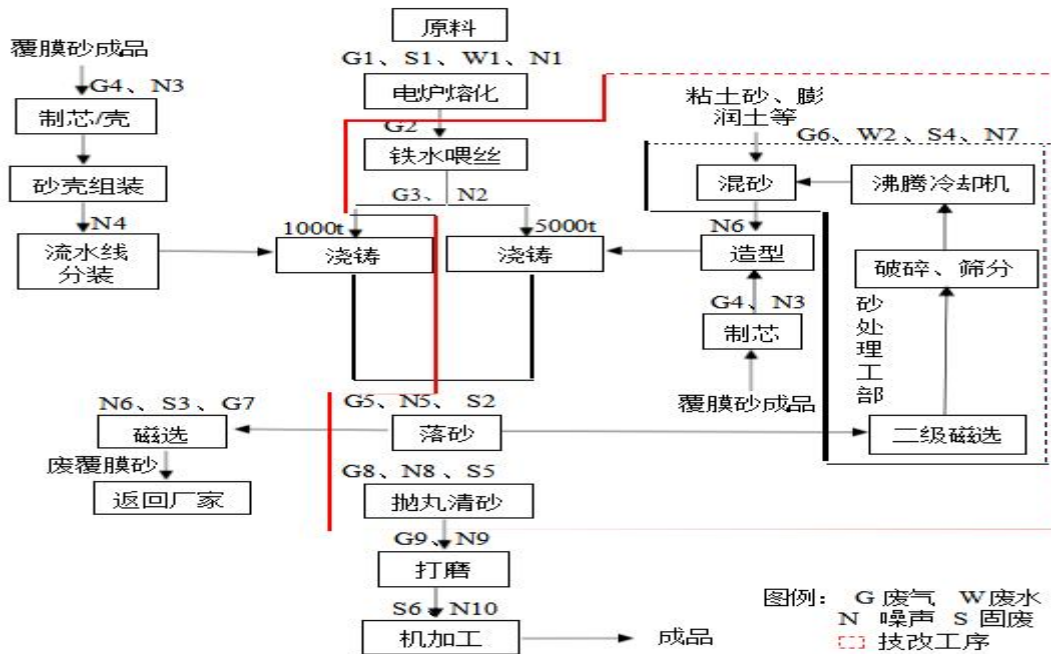 原料
覆膜砂成品
G1、S1、W1、N1
G4、N3
电炉熔化
粘土砂、膨
润土等
制芯/壳
G2
G6、W2、S4、N7
铁水喂丝
砂壳组装
混砂
沸腾冷却机
G3、 N2
N4
1000t
5000t
N6
流水线
分装
浇铸
浇铸
造型
破碎、筛分
G4、N3
砂
处
理
工
部
制芯
覆膜砂成品
N6、S3、G7
G5、N5、 S2
磁选
落砂
二级磁选
废覆膜砂
G8、N8、S5
返回厂家
抛丸清砂
G9、N9
打磨
S6、N10
机加工
成品
图例： G 废气 W 废水
N 噪声 S 固废
技改工序